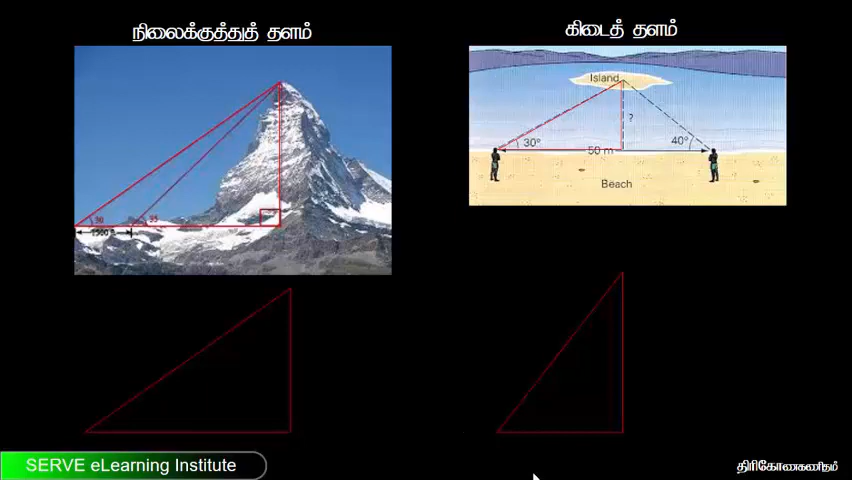 நிலைக்குத்துத் தளம்
கிடைத் தளம்
Island
?
30°
50 m
40°
Beach
30
35
SERVE eLearning Institute
திரிகோணகணிதம்